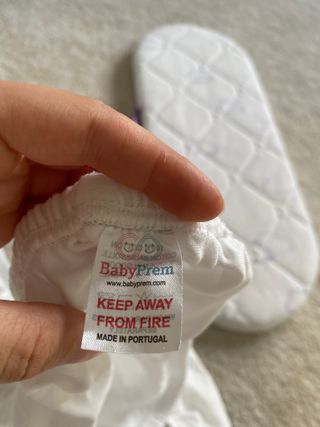 BabyPrem
www.babyprem.com
KEEP AWAY
FROM FIRE
MADE IN PORTUGAL